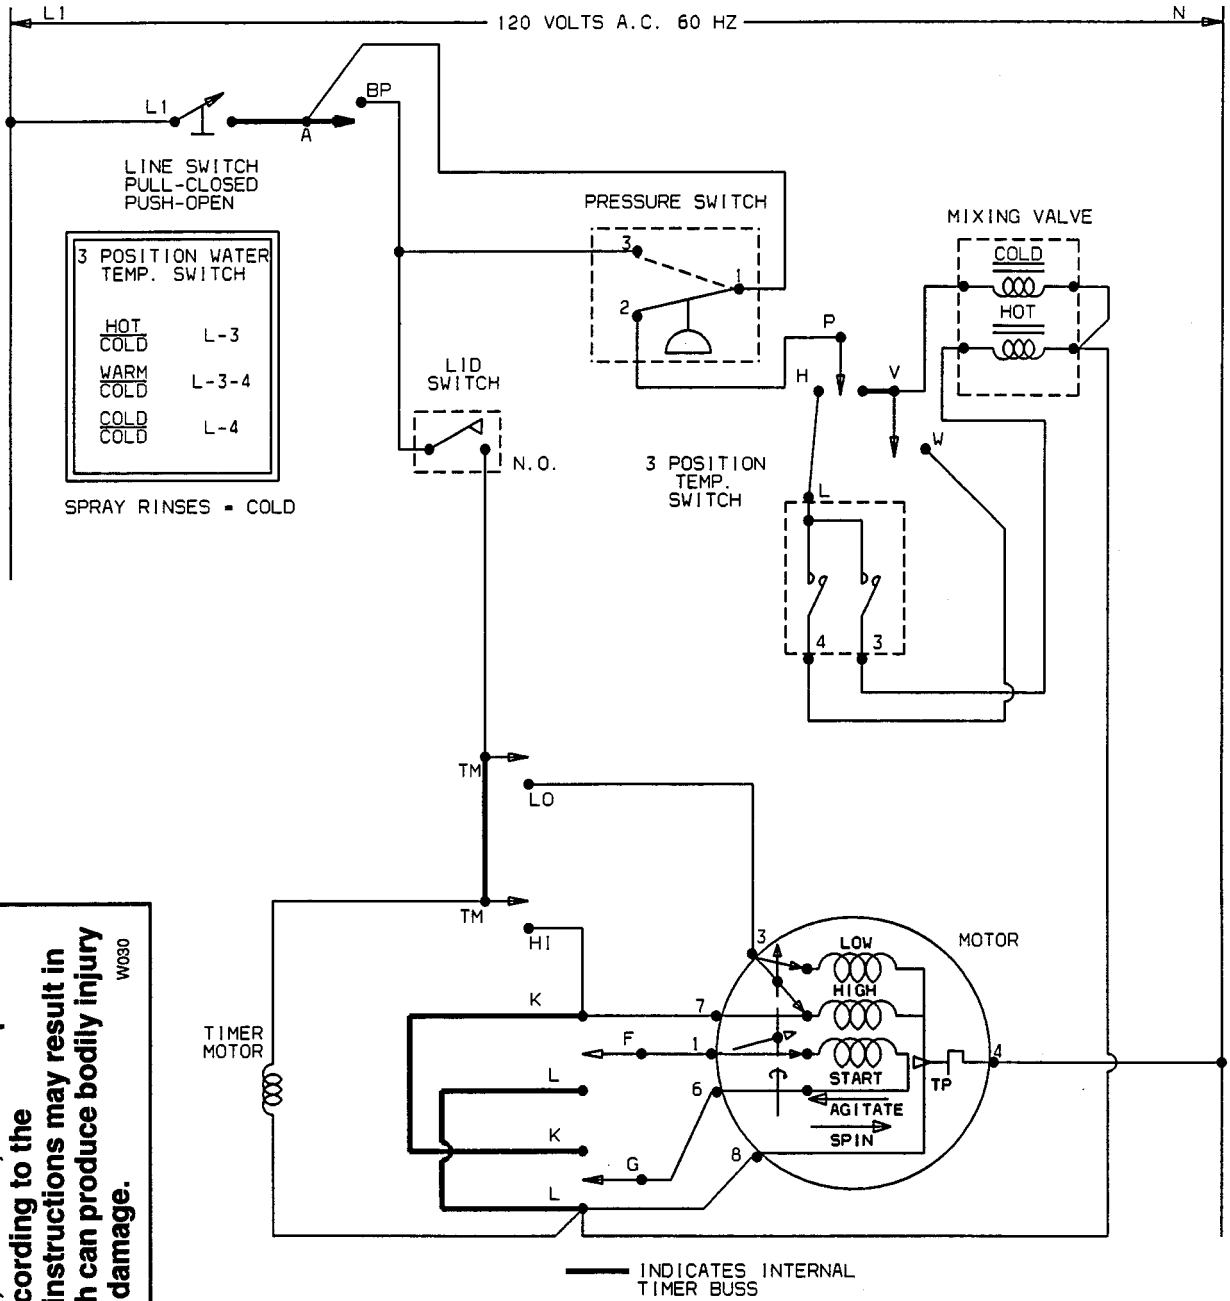 L1
120 VOLTS A.C. 60 HZ
N
L1
A
BP
LINE SWITCH
PULL-CLOSED
PUSH-OPEN
3 POSITION WATER
TEMP. SWITCH
HOT
COLD
L-3
WARM
COLD
L-3-4
COLD
COLD
L-4
SPRAY RINSES = COLD
PRESSURE SWITCH
3
1
2
MIXING VALVE
COLD
HOT
LID
SWITCH
N.O.
P
H
V
W
3 POSITION
TEMP.
SWITCH
L
4
3
TM
LO
TM
HI
TIMER
MOTOR
K
F
L
K
G
L
3
7
1
6
8
4
LOW
HIGH
START
TP
AGITATE
SPIN
MOTOR
INDICATES INTERNAL
TIMER BUSS
cording to the
instructions may result in
h can produce bodily injury
damage.
W030